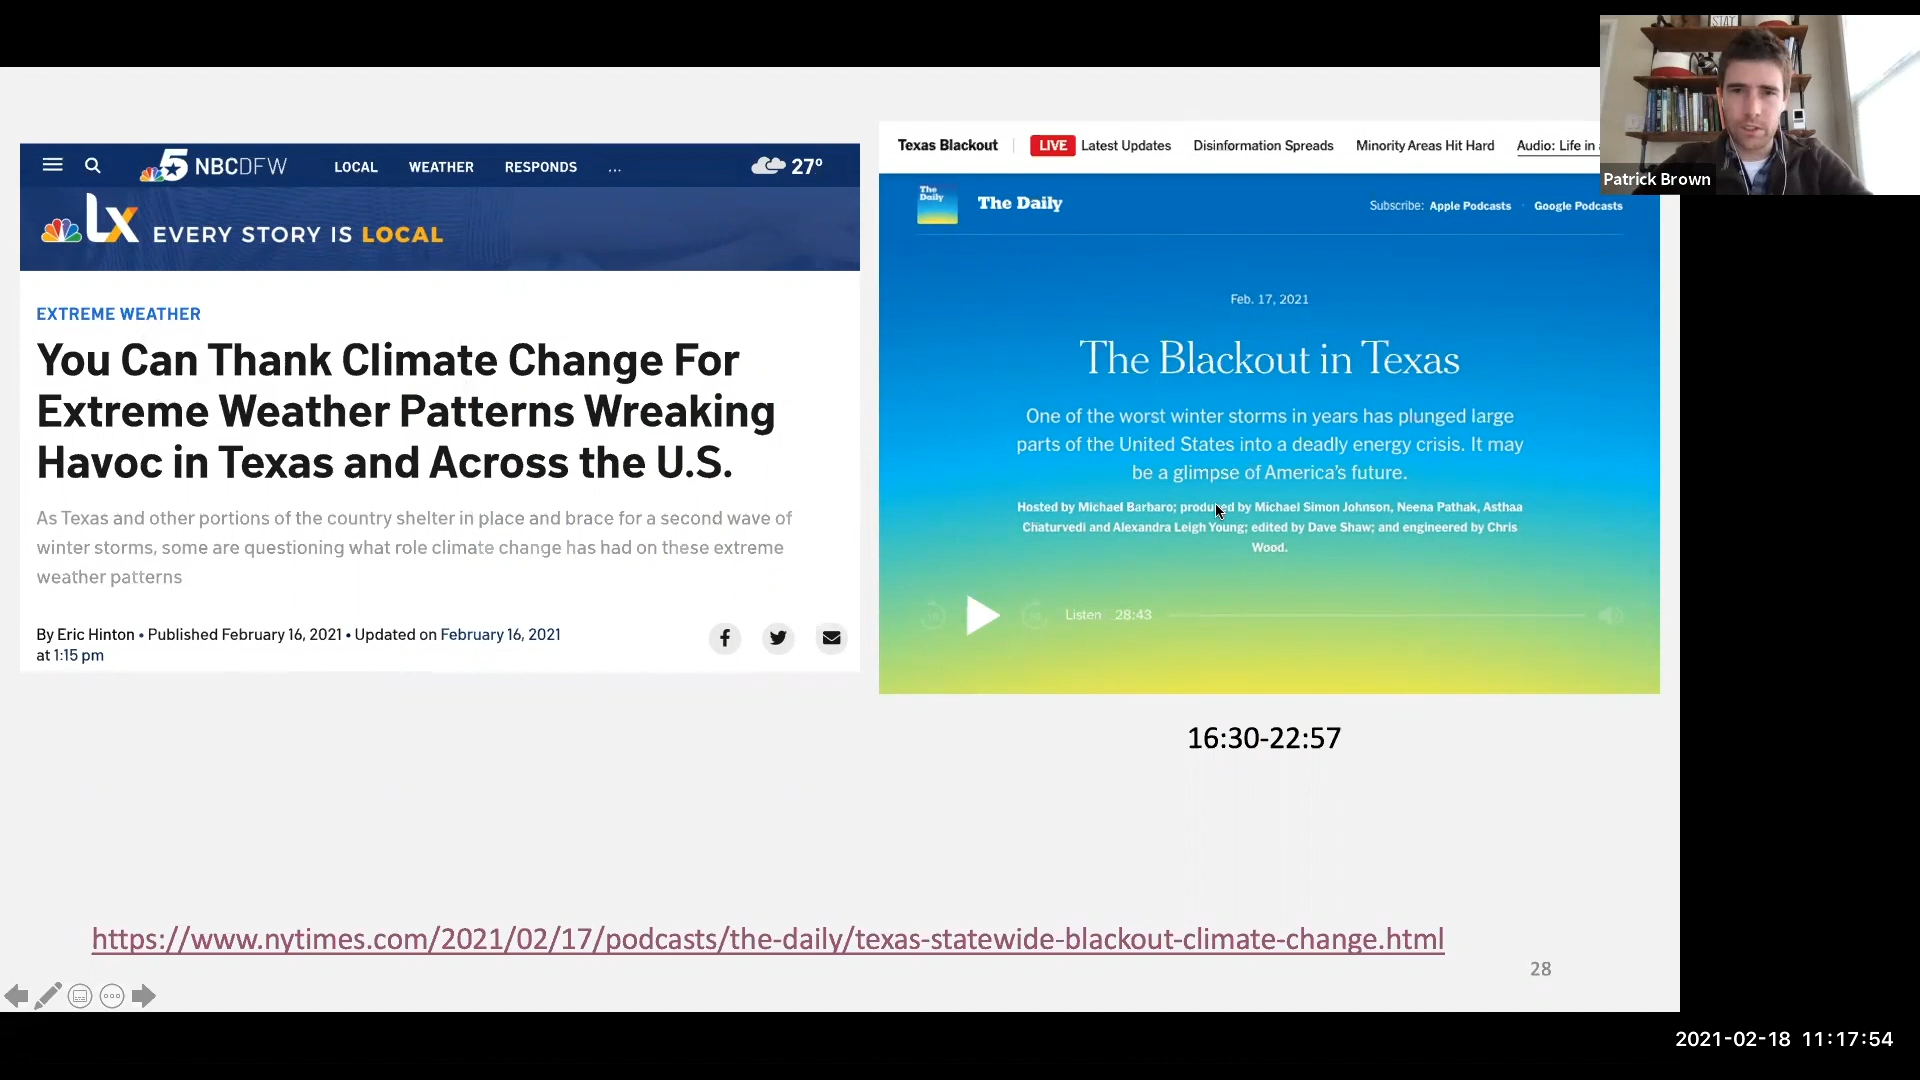 STAY
Patrick Brown
5 NBCDFW LOCAL WEATHER RESPONDS ... 27°
LX EVERY STORY IS LOCAL
EXTREME WEATHER
You Can Thank Climate Change For
Extreme Weather Patterns Wreaking
Havoc in Texas and Across the U.S.
As Texas and other portions of the country shelter in place and brace for a second wave of
winter storms, some are questioning what role climate change has had on these extreme
weather patterns
By Eric Hinton • Published February 16, 2021 • Updated on February 16, 2021
at 1:15 pm
Texas Blackout LIVE Latest Updates Disinformation Spreads Minority Areas Hit Hard Audio: Life in
The Daily
The Daily Subscribe: Apple Podcasts Google Podcasts
Feb. 17, 2021
The Blackout in Texas
One of the worst winter storms in years has plunged large
parts of the United States into a deadly energy crisis. It may
be a glimpse of America's future.
Hosted by Michael Barbaro; produced by Michael Simon Johnson, Neena Pathak, Asthaa
Chaturvedi and Alexandra Leigh Young; edited by Dave Shaw; and engineered by Chris
Wood.
Listen 28:43
16:30-22:57
https://www.nytimes.com/2021/02/17/podcasts/the-daily/texas-statewide-blackout-climate-change.html
28
2021-02-18 11:17:54